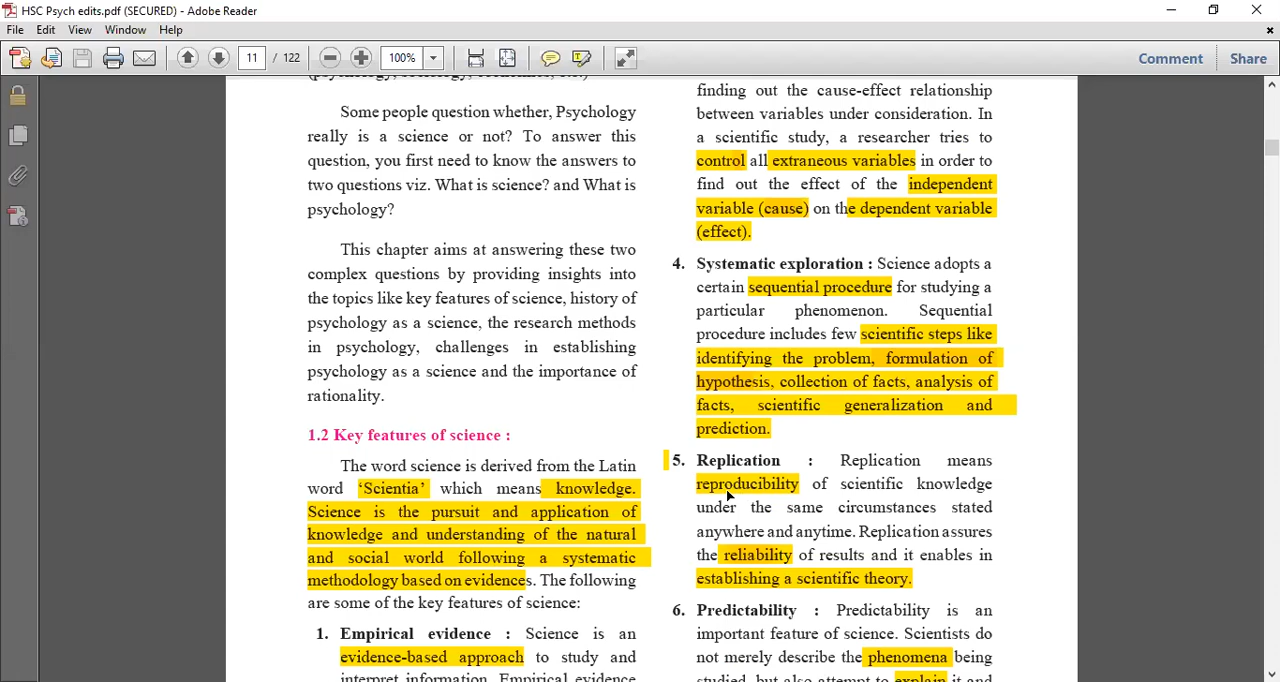 HSC Psych edits.pdf (SECURED) - Adobe Reader
File Edit View Window Help
11 / 122
100%
Comment
Share
Some people question whether, Psychology
really is a science or not? To answer this
question, you first need to know the answers to
two questions viz. What is science? and What is
psychology?
This chapter aims at answering these two
complex questions by providing insights into
the topics like key features of science, history of
psychology as a science, the research methods
in psychology, challenges in establishing
psychology as a science and the importance of
rationality.
1.2 Key features of science :
The word science is derived from the Latin
word ‘Scientia’ which means knowledge.
Science is the pursuit and application of
knowledge and understanding of the natural
and social world following a systematic
methodology based on evidences. The following
are some of the key features of science:
1. Empirical evidence : Science is an
evidence-based approach to study and
interpret information. Empirical evidence
finding out the cause-effect relationship
between variables under consideration. In
a scientific study, a researcher tries to
control all extraneous variables in order to
find out the effect of the independent
variable (cause) on the dependent variable
(effect).
4. Systematic exploration : Science adopts a
certain sequential procedure for studying a
particular phenomenon. Sequential
procedure includes few scientific steps like
identifying the problem, formulation of
hypothesis, collection of facts, analysis of
facts, scientific generalization and
prediction.
5. Replication : Replication means
reproducibility of scientific knowledge
under the same circumstances stated
anywhere and anytime. Replication assures
the reliability of results and it enables in
establishing a scientific theory.
6. Predictability : Predictability is an
important feature of science. Scientists do
not merely describe the phenomena being
studied, but also attempt to explain it and